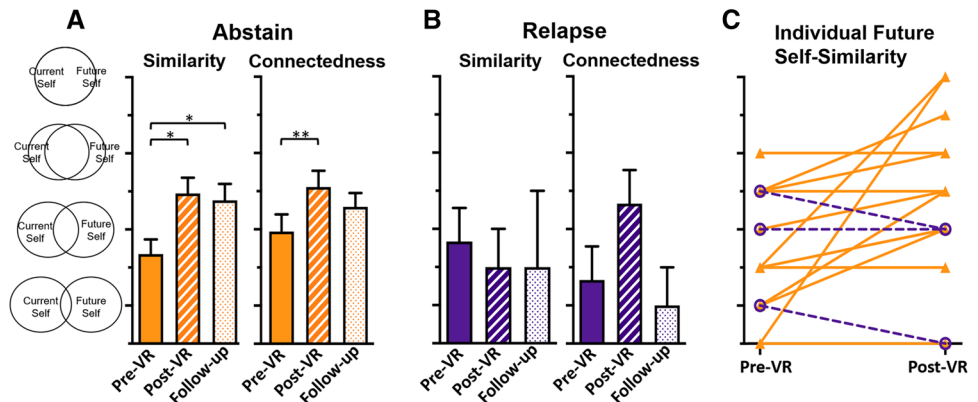 A
Abstain
Similarity
Connectedness
Current Self
Future Self
Current Self
Future Self
Current Self
Future Self
Current Self
Future Self
*
*
**
Pre-VR
Post-VR
Follow-up
Pre-VR
Post-VR
Follow-up
B
Relapse
Similarity
Connectedness
Pre-VR
Post-VR
Follow-up
Pre-VR
Post-VR
Follow-up
C
Individual Future
Self-Similarity
Pre-VR
Post-VR